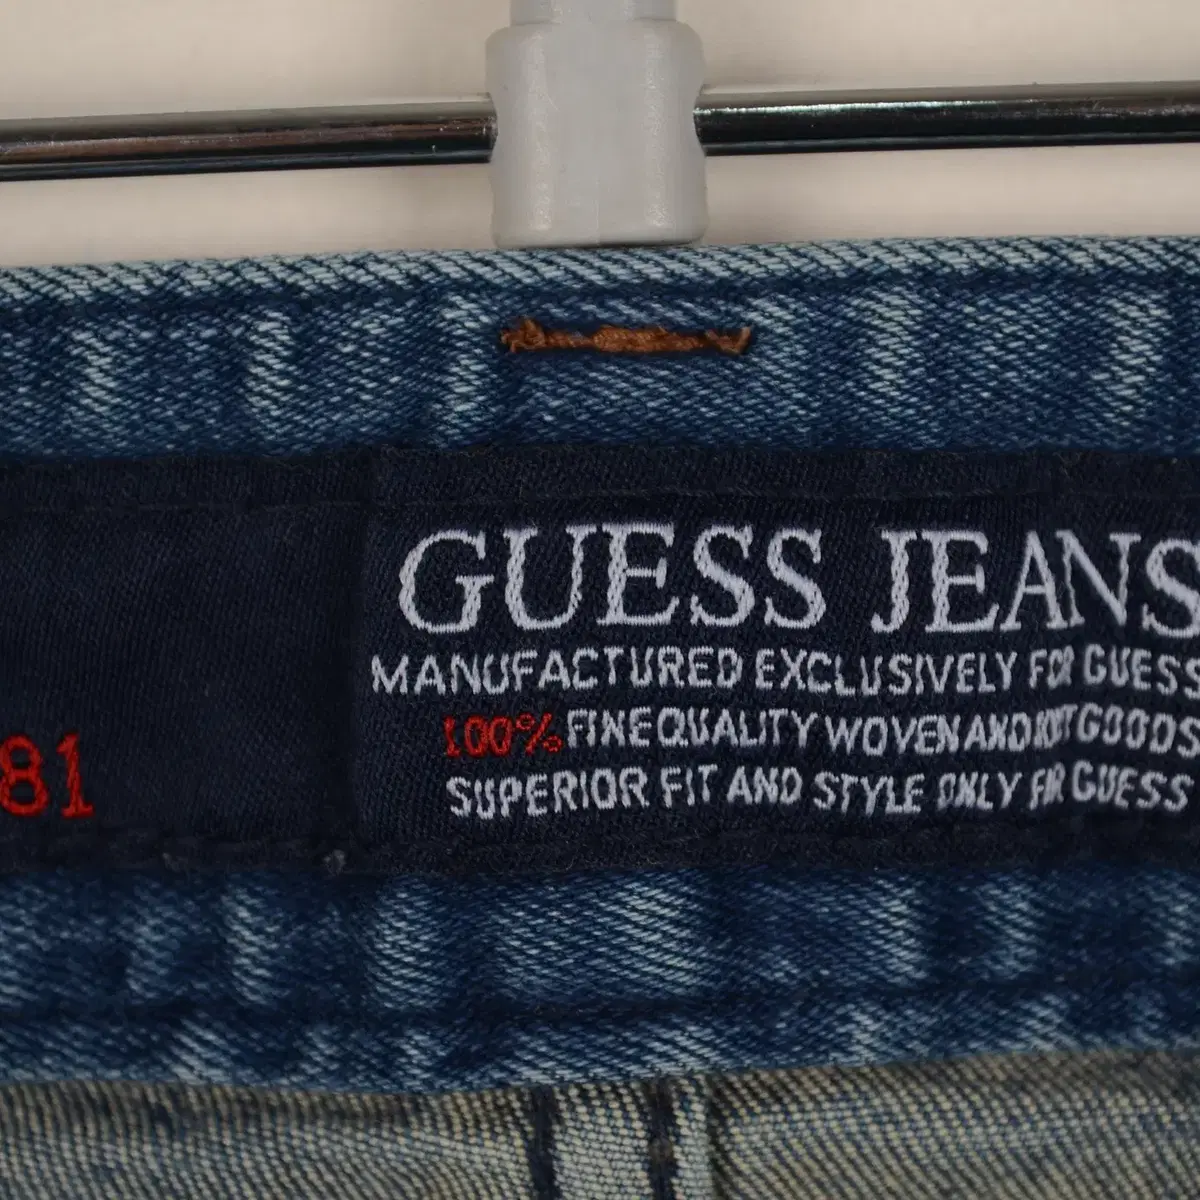 GUESS JEANS
MANUFACTURED EXCLUSIVELY FOR GUESS
81
100% FINE QUALITY WOVEN AND GOODS
SUPERIOR FIT AND STYLE ONLY FOR GUESS